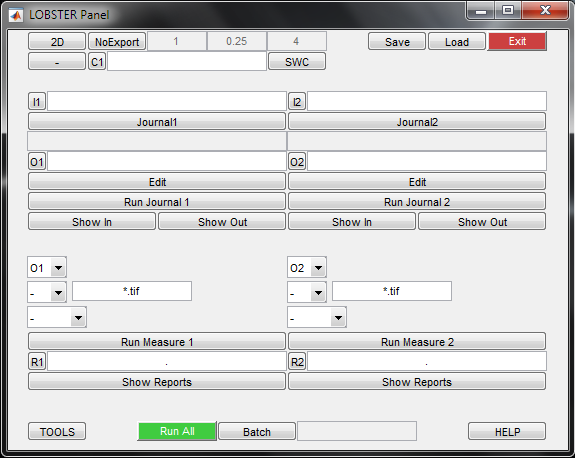 LOBSTER Panel
2D NoExport 1 0.25 4 Save Load Exit
- C1 SWC
I1 I2
Journal1 Journal2
O1 O2
Edit Edit
Run Journal 1 Run Journal 2
Show In Show Out Show In Show Out
O1 O2
- *.tif - *.tif
- -
Run Measure 1 Run Measure 2
R1 . R2 .
Show Reports Show Reports
TOOLS Run All Batch HELP